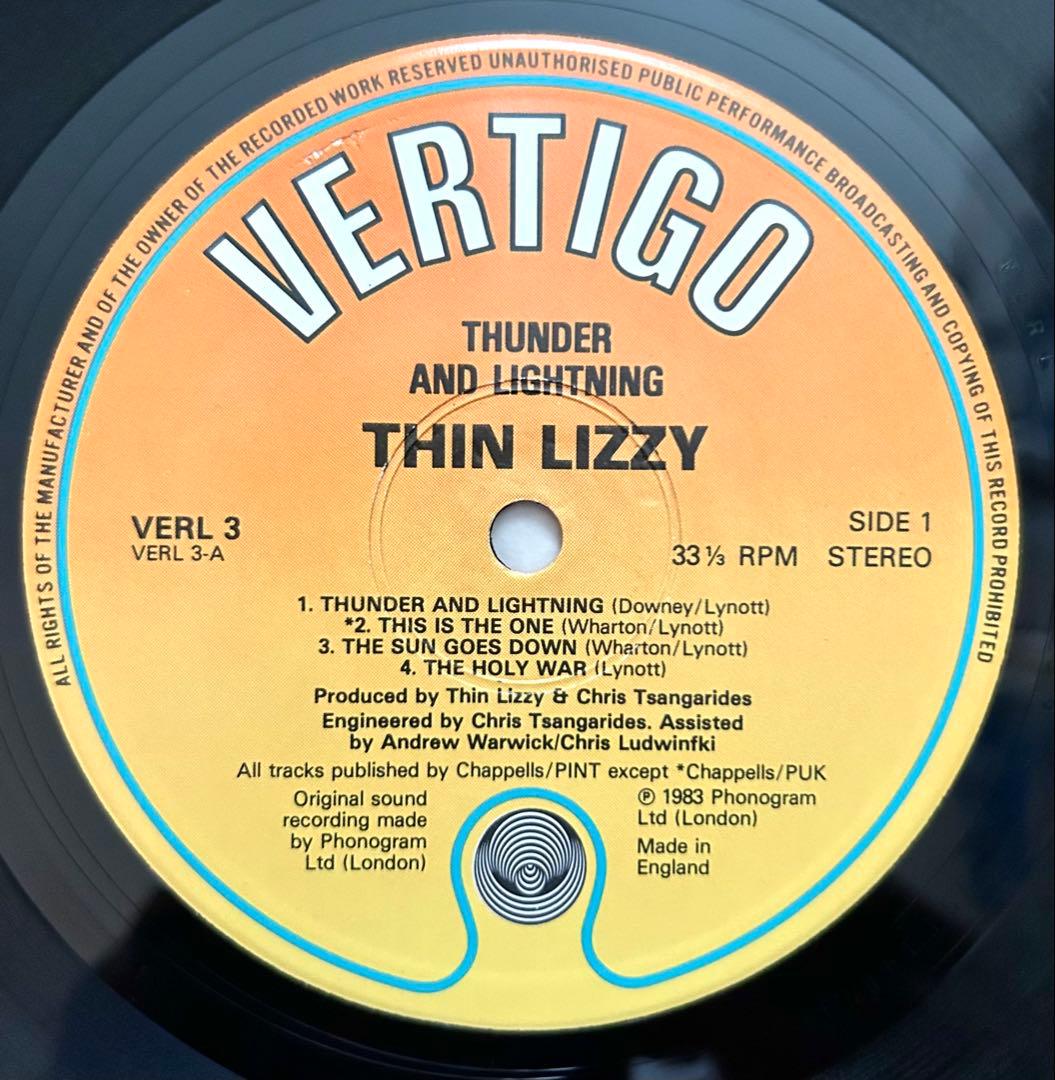 ALL RIGHTS OF THE MANUFACTURER AND OF THE OWNER OF THE RECORDED WORK RESERVED UNAUTHORISED PUBLIC PERFORMANCE BROADCASTING AND COPYING OF THIS RECORD PROHIBITED
VERTIGO
THUNDER
AND LIGHTNING
THIN LIZZY
VERL 3
VERL 3-A
SIDE 1
33⅓ RPM STEREO
1. THUNDER AND LIGHTNING (Downey/Lynott)
*2. THIS IS THE ONE (Wharton/Lynott)
3. THE SUN GOES DOWN (Wharton/Lynott)
4. THE HOLY WAR (Lynott)
Produced by Thin Lizzy & Chris Tsangarides
Engineered by Chris Tsangarides. Assisted
by Andrew Warwick/Chris Ludwinfki
All tracks published by Chappells/PINT except *Chappells/PUK
Original sound
recording made
by Phonogram
Ltd (London)
℗ 1983 Phonogram
Ltd (London)
Made in
England